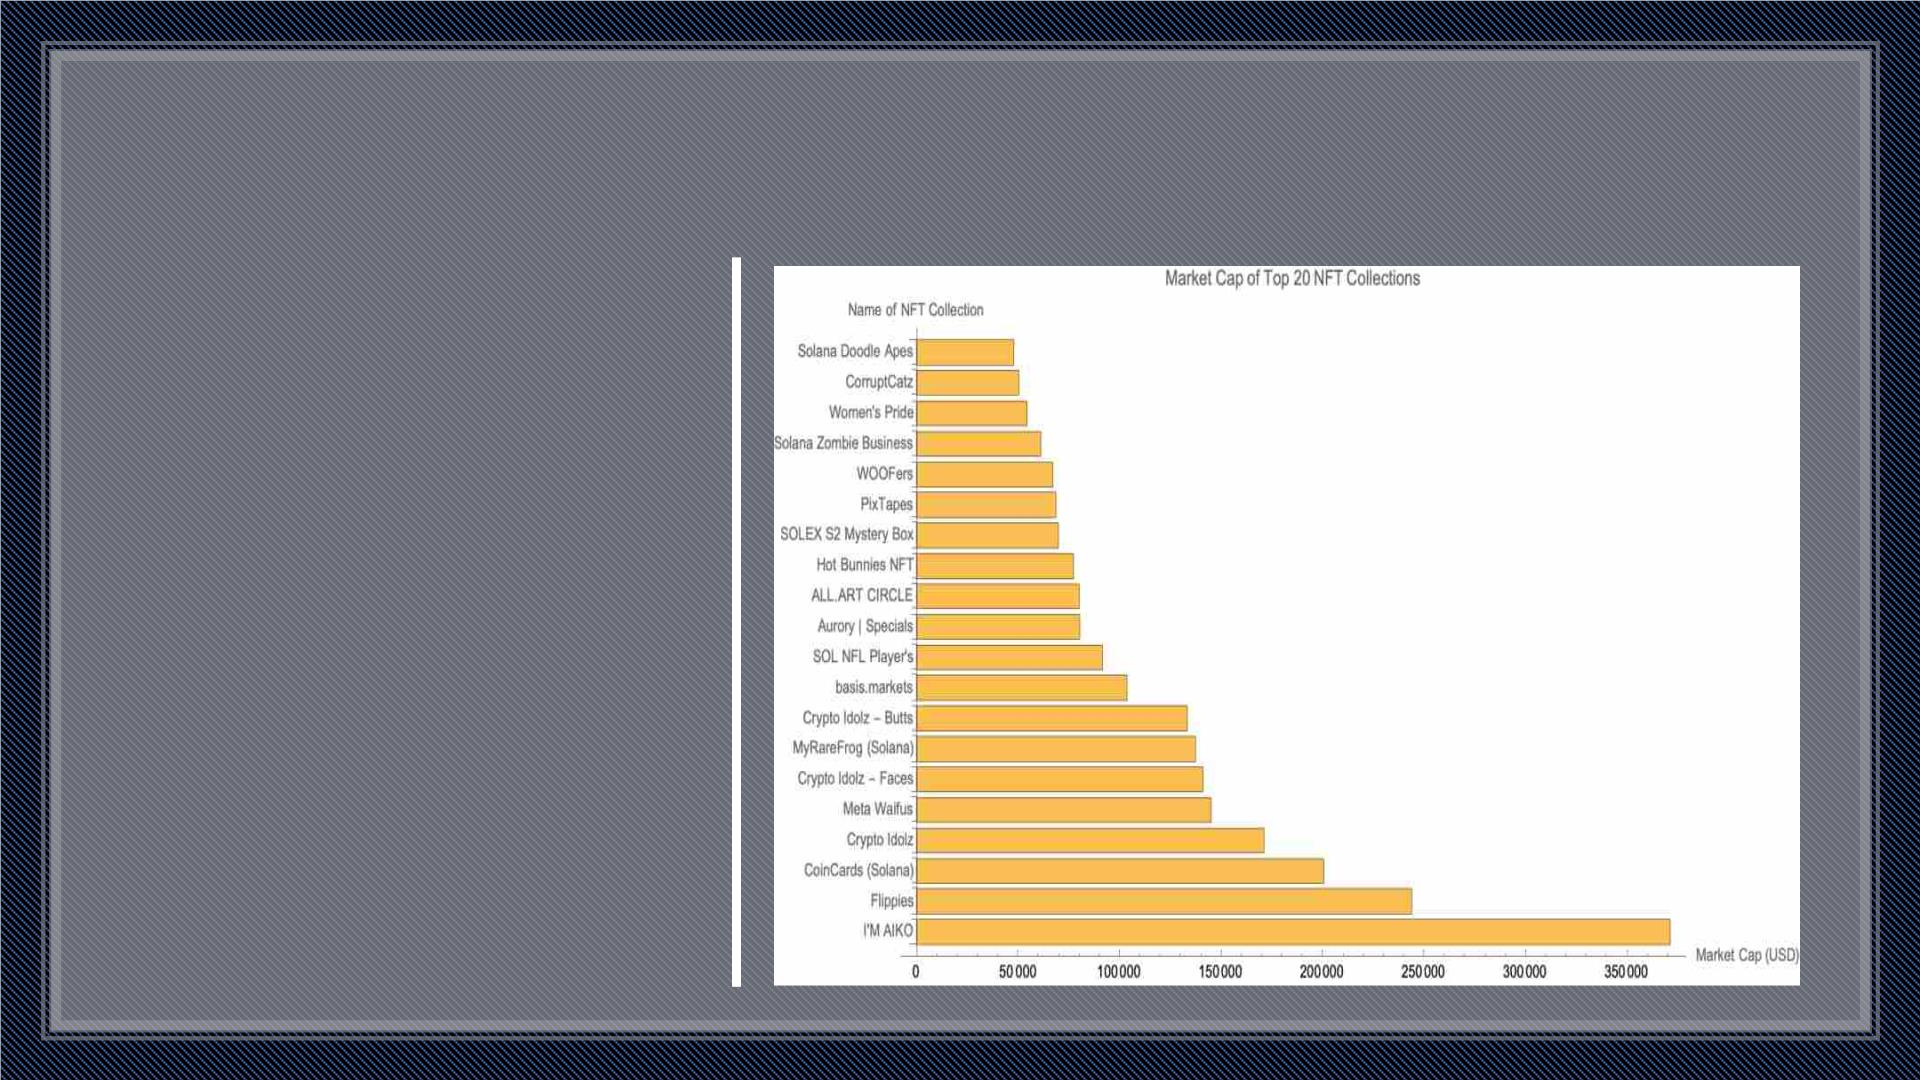 Market Cap of Top 20 NFT Collections
Name of NFT Collection
Solana Doodle Apes
CorruptCatz
Women's Pride
Solana Zombie Business
WOOFers
PixTapes
SOLEX S2 Mystery Box
Hot Bunnies NFT
ALL.ART CIRCLE
Aurory | Specials
SOL NFL Player's
basis.markets
Crypto Idolz – Butts
MyRareFrog (Solana)
Crypto Idolz – Faces
Meta Waifus
Crypto Idolz
CoinCards (Solana)
Flippies
I'M AIKO
Market Cap (USD)
0 50000 100000 150000 200000 250000 300000 350000